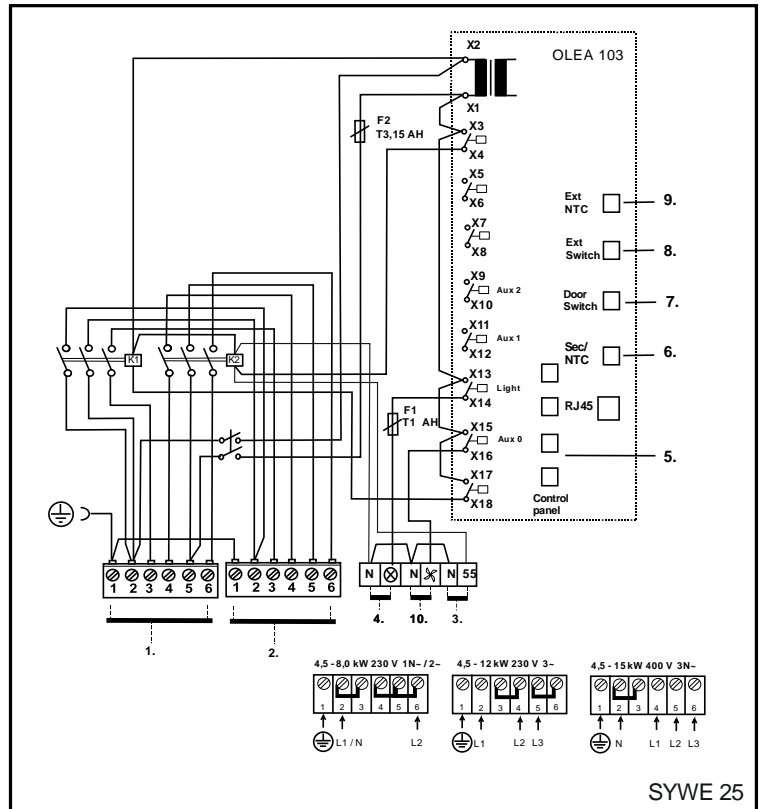 X2
OLEA 103
X1
F2
T3,15 AH
X3
X4
X5
X6
X7
X8
X9
Aux 2
X10
X11
Aux 1
X12
X13
Light
X14
X15
Aux 0
X16
X17
X18
Ext
NTC
9.
Ext
Switch
8.
Door
Switch
7.
Sec/
NTC
6.
RJ45
5.
Control
panel
K1
K2
F1
T1 AH
1 2 3 4 5 6
1 2 3 4 5 6
N N N 55
1.
2.
4. 10. 3.
4,5 - 8,0 kW 230 V 1N~ / 2~
1 2 3 4 5 6
L1 / N L2
4,5 - 12 kW 230 V 3~
1 2 3 4 5 6
L1 L2 L3
4,5 - 15 kW 400 V 3N~
1 2 3 4 5 6
N L1 L2 L3
SYWE 25